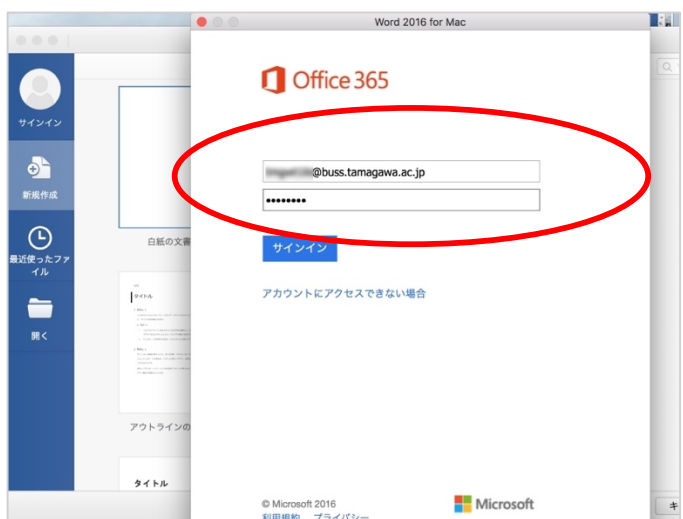 Word 2016 for Mac
Office 365
サインイン
新規作成
最近使ったファ
イル
開く
白紙の文書
タイトル
アウトラインの
タイトル
@buss.tamagawa.ac.jp
••••••••
サインイン
アカウントにアクセスできない場合
© Microsoft 2016
利用規約 プライバシー
Microsoft
キ